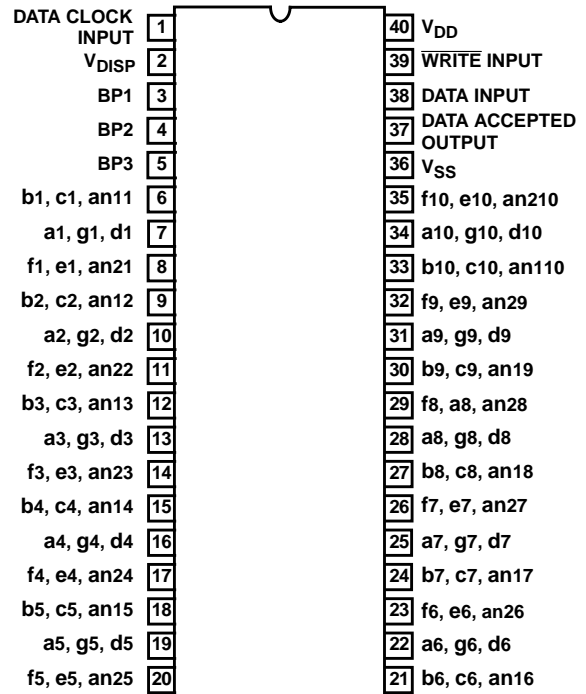 DATA CLOCK
INPUT 1
V_DISP 2
BP1 3
BP2 4
BP3 5
b1, c1, an11 6
a1, g1, d1 7
f1, e1, an21 8
b2, c2, an12 9
a2, g2, d2 10
f2, e2, an22 11
b3, c3, an13 12
a3, g3, d3 13
f3, e3, an23 14
b4, c4, an14 15
a4, g4, d4 16
f4, e4, an24 17
b5, c5, an15 18
a5, g5, d5 19
f5, e5, an25 20
40 V_DD
39 WRITE INPUT
38 DATA INPUT
37 DATA ACCEPTED
OUTPUT
36 V_SS
35 f10, e10, an210
34 a10, g10, d10
33 b10, c10, an110
32 f9, e9, an29
31 a9, g9, d9
30 b9, c9, an19
29 f8, a8, an28
28 a8, g8, d8
27 b8, c8, an18
26 f7, e7, an27
25 a7, g7, d7
24 b7, c7, an17
23 f6, e6, an26
22 a6, g6, d6
21 b6, c6, an16